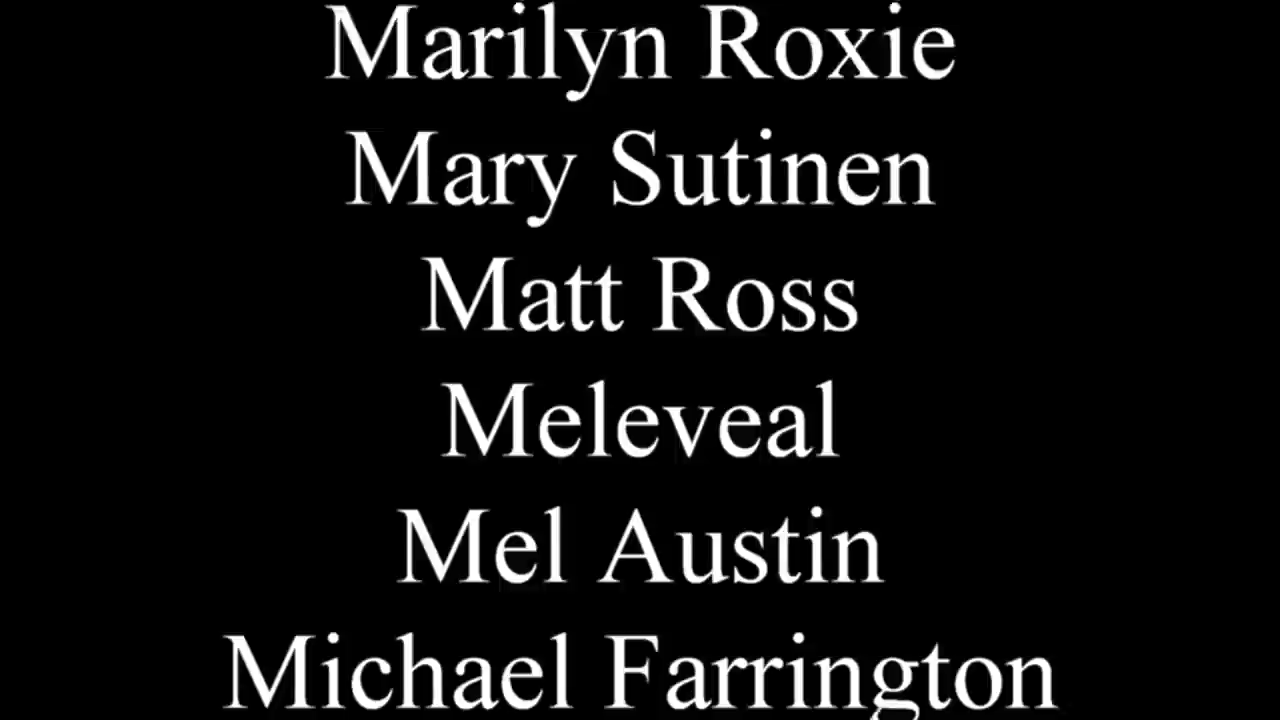 Marilyn Roxie
Mary Sutinen
Matt Ross
Meleveal
Mel Austin
Michael Farrington